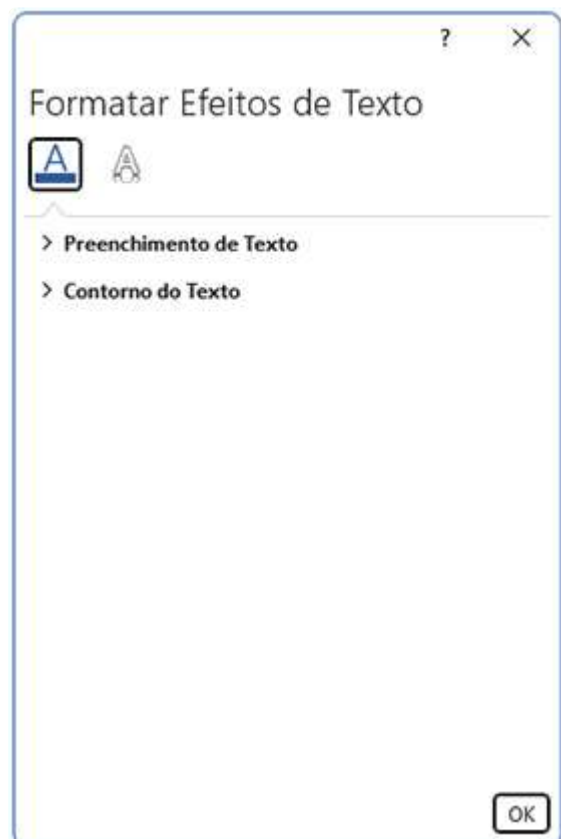 ?
Formatar Efeitos de Texto
A A
> Preenchimento de Texto
> Contorno do Texto
OK